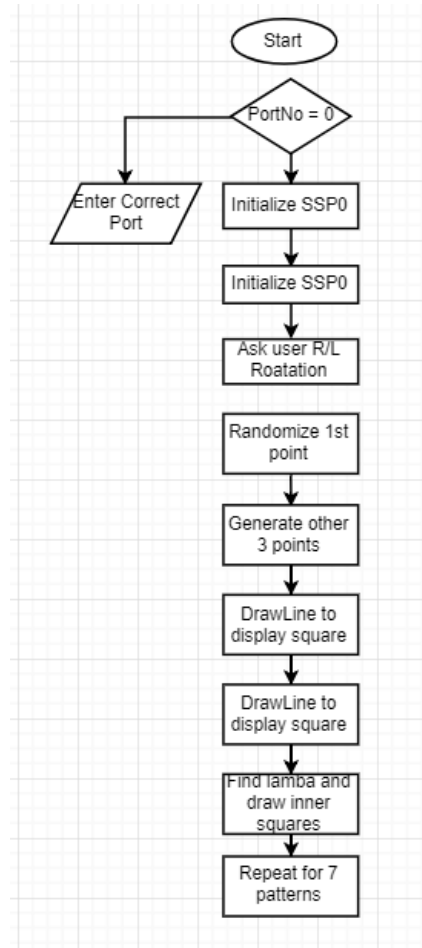 Start
PortNo = 0
Enter Correct
Port
Initialize SSP0
Initialize SSP0
Ask user R/L
Roatation
Randomize 1st
point
Generate other
3 points
DrawLine to
display square
DrawLine to
display square
Find lamba and
draw inner
squares
Repeat for 7
patterns